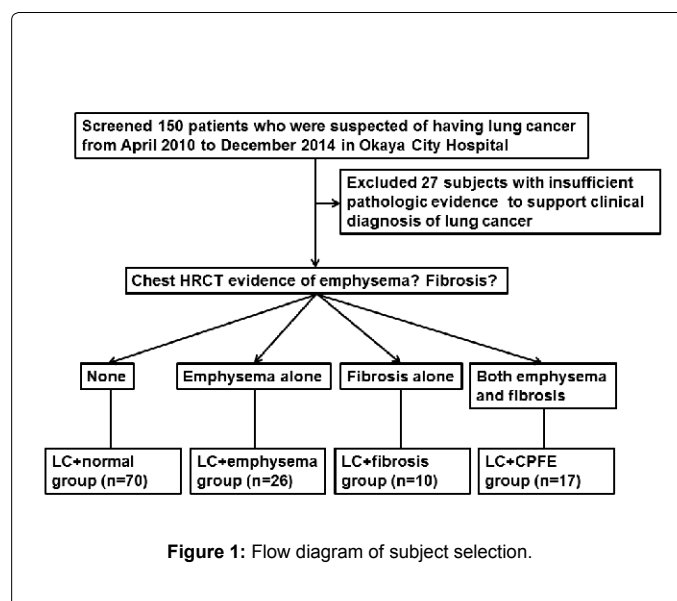 Screened 150 patients who were suspected of having lung cancer
from April 2010 to December 2014 in Okaya City Hospital
Excluded 27 subjects with insufficient
pathologic evidence to support clinical
diagnosis of lung cancer
Chest HRCT evidence of emphysema? Fibrosis?
None
Emphysema alone
Fibrosis alone
Both emphysema
and fibrosis
LC+normal
group (n=70)
LC+emphysema
group (n=26)
LC+fibrosis
group (n=10)
LC+CPFE
group (n=17)
Figure 1: Flow diagram of subject selection.